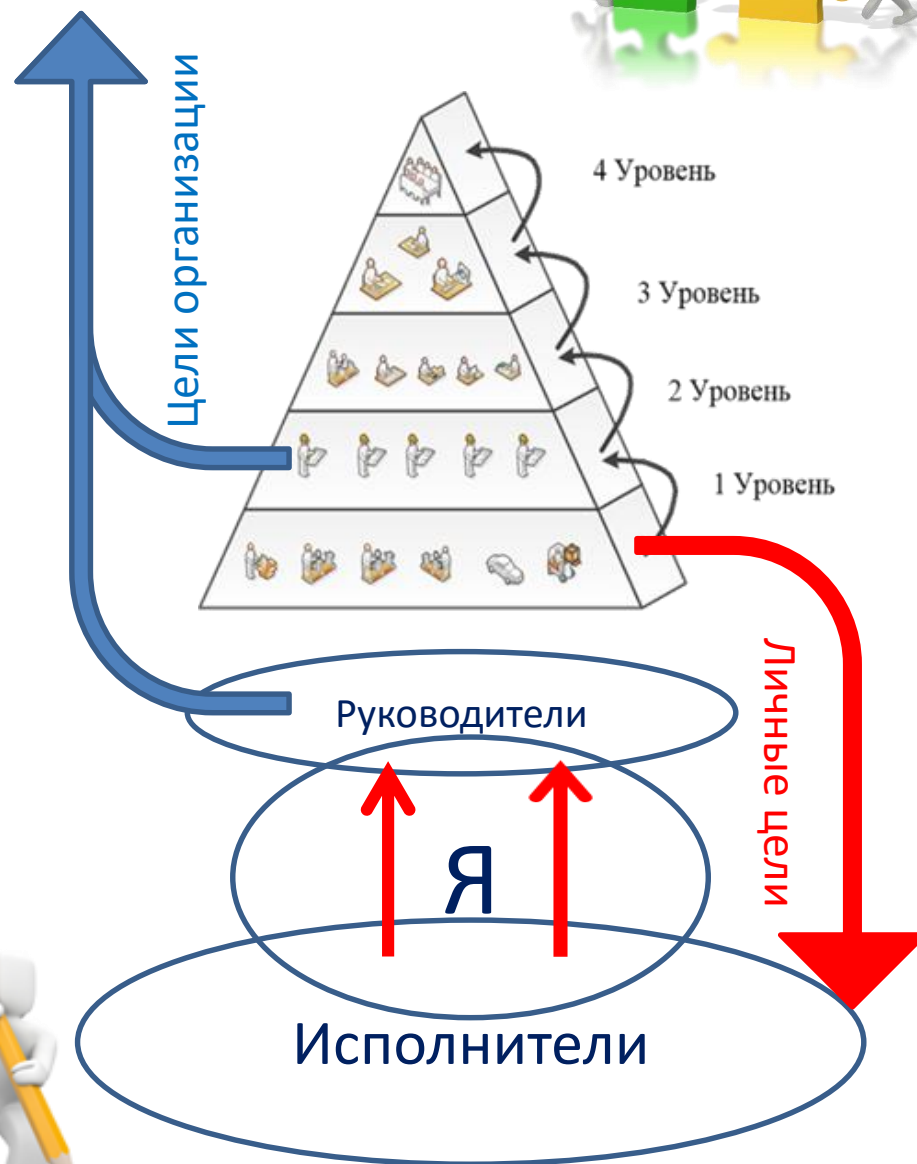 Цели организации
4 Уровень
3 Уровень
2 Уровень
1 Уровень
Личные цели
Руководители
Я
Исполнители